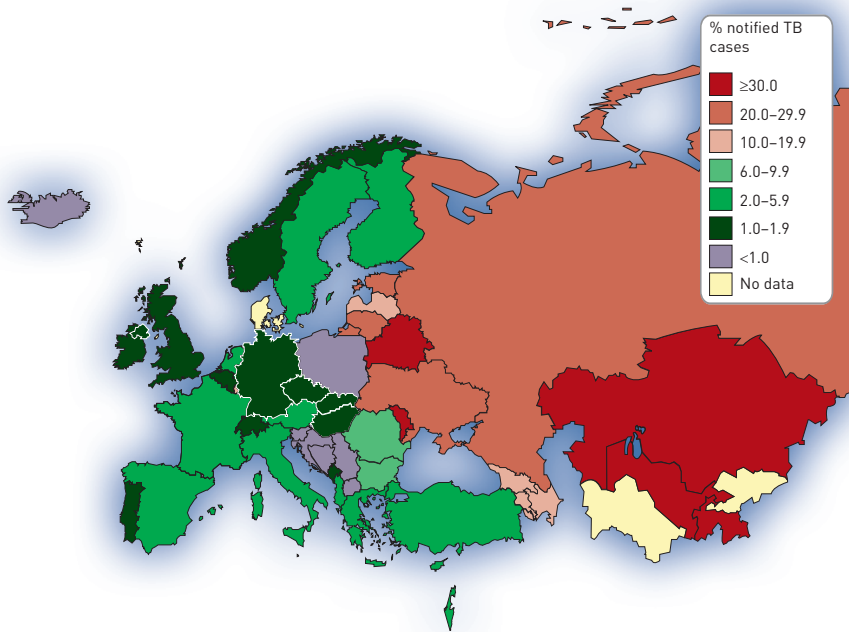 % notified TB
cases
≥30.0
20.0–29.9
10.0–19.9
6.0–9.9
2.0–5.9
1.0–1.9
<1.0
No data